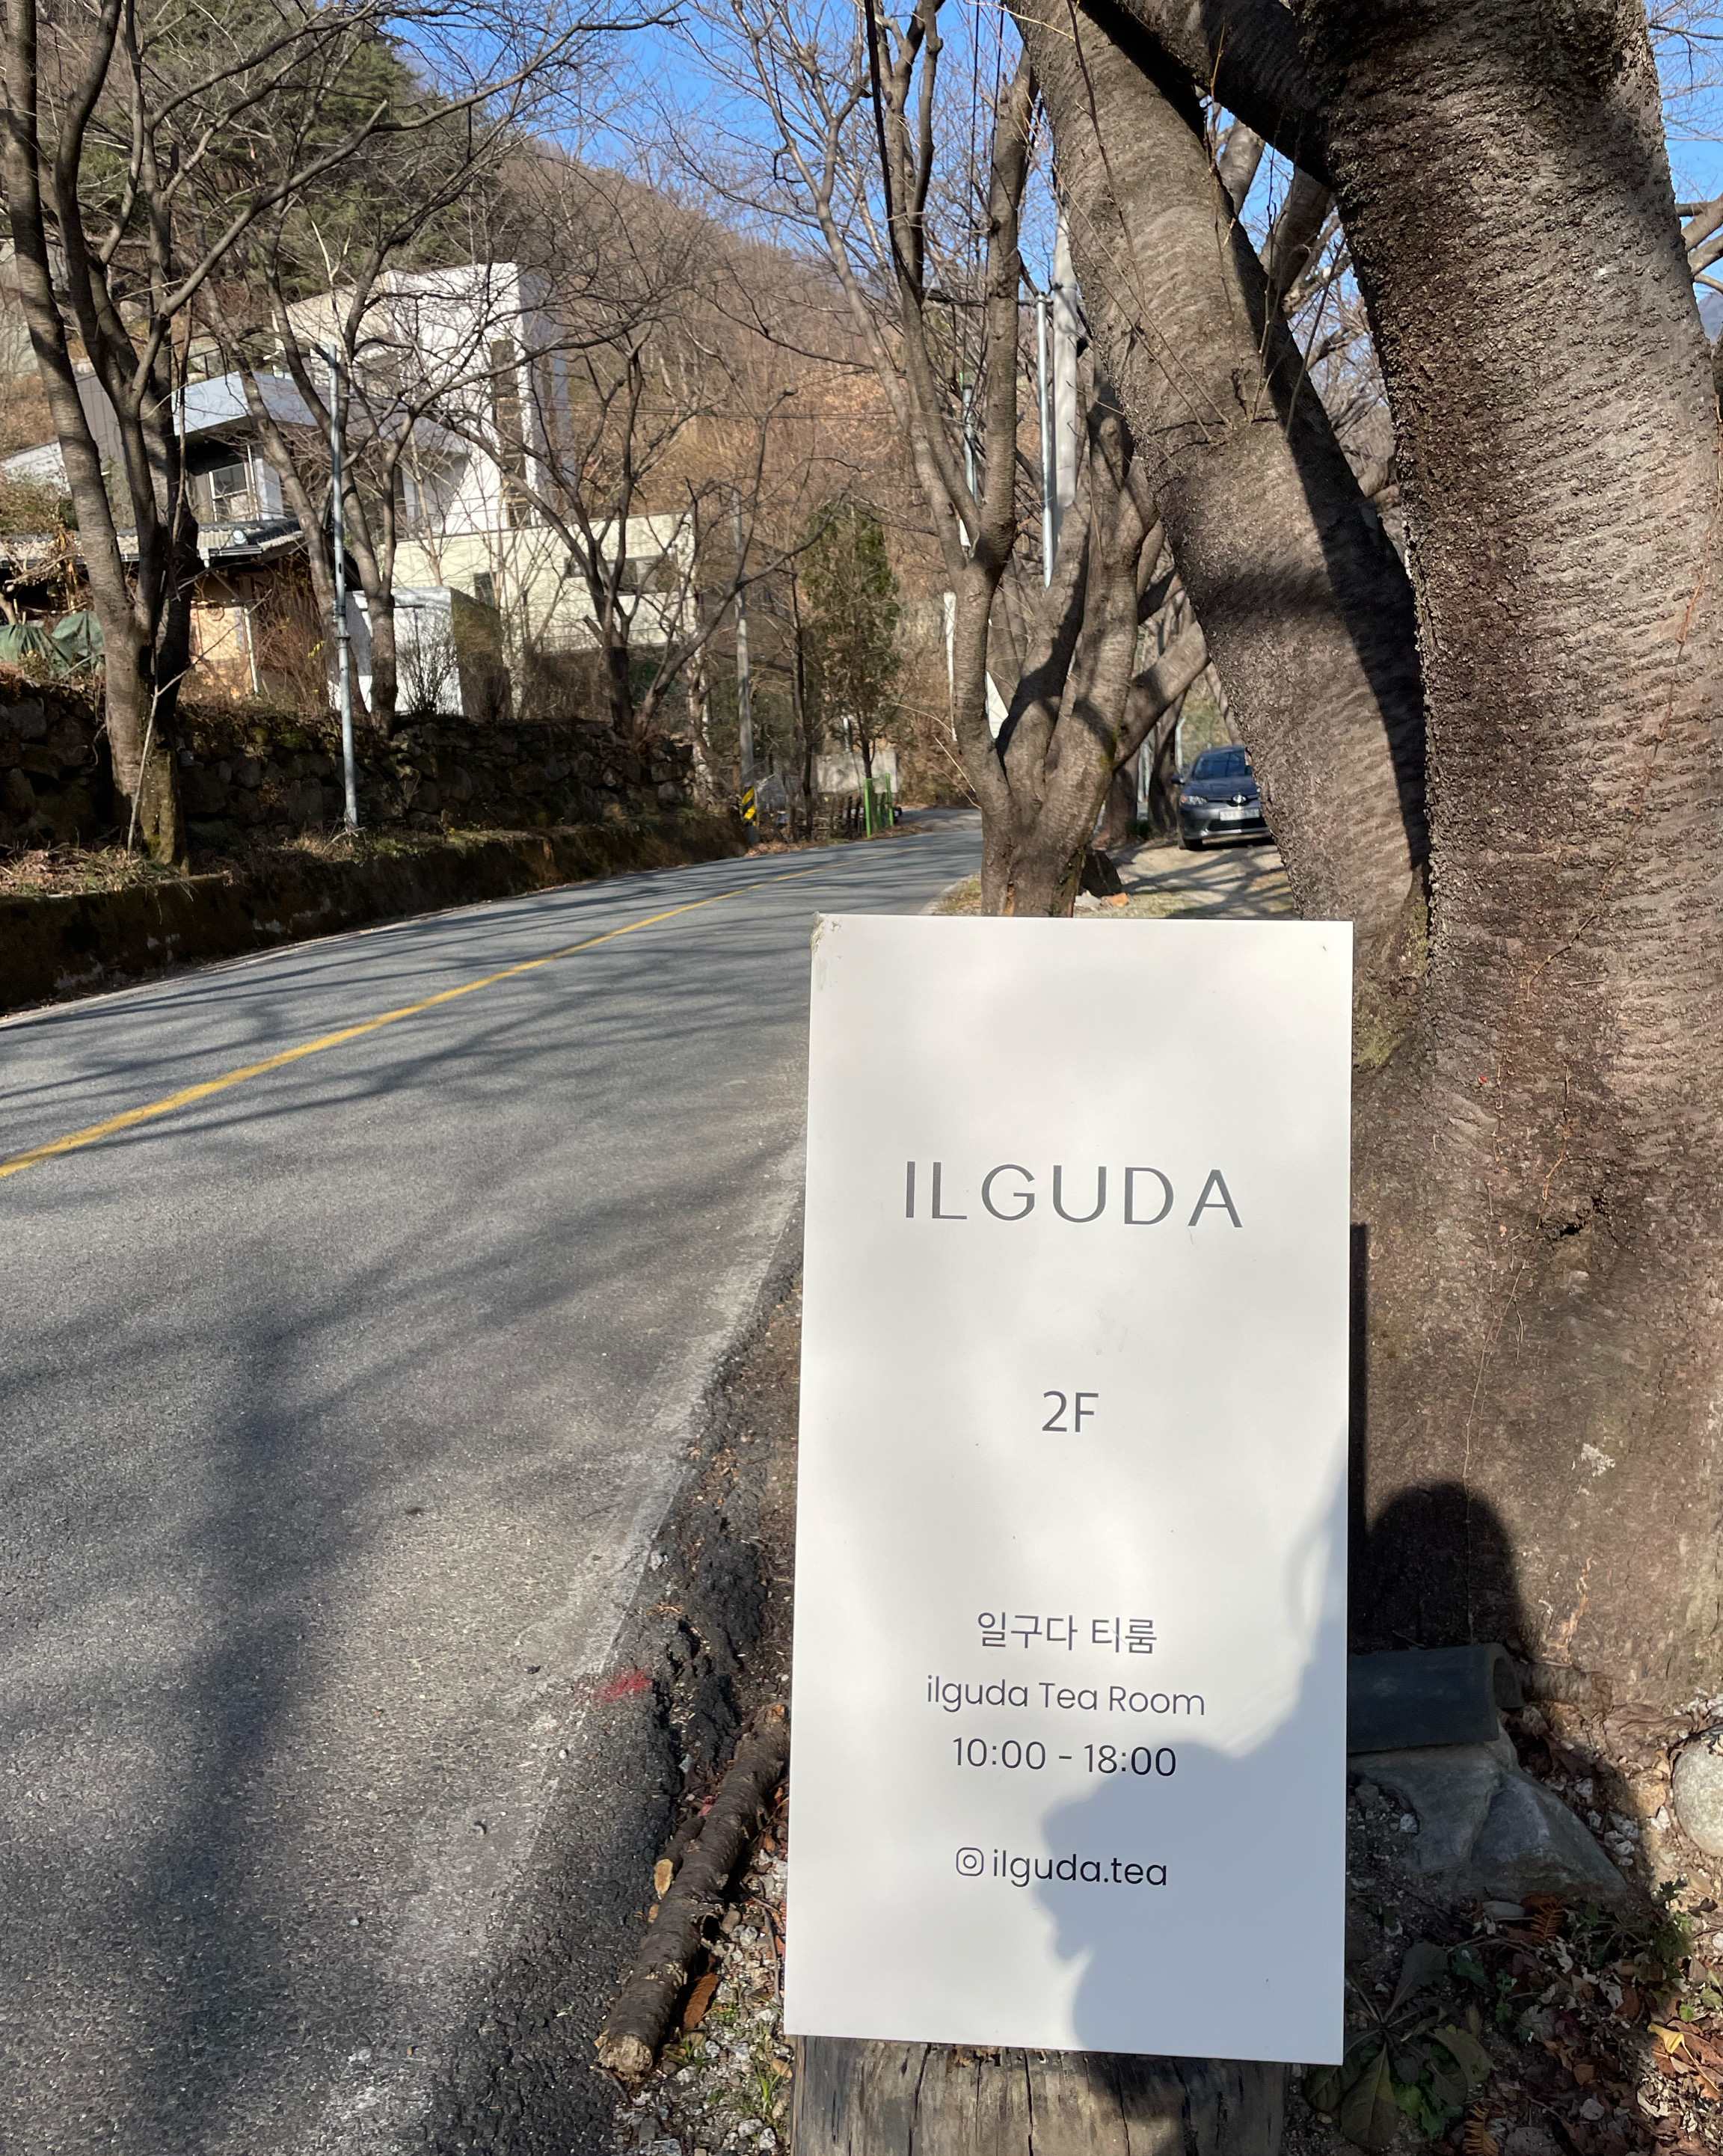 ILGUDA
2F
일구다 티룸
ilguda Tea Room
10:00 - 18:00
ilguda.tea